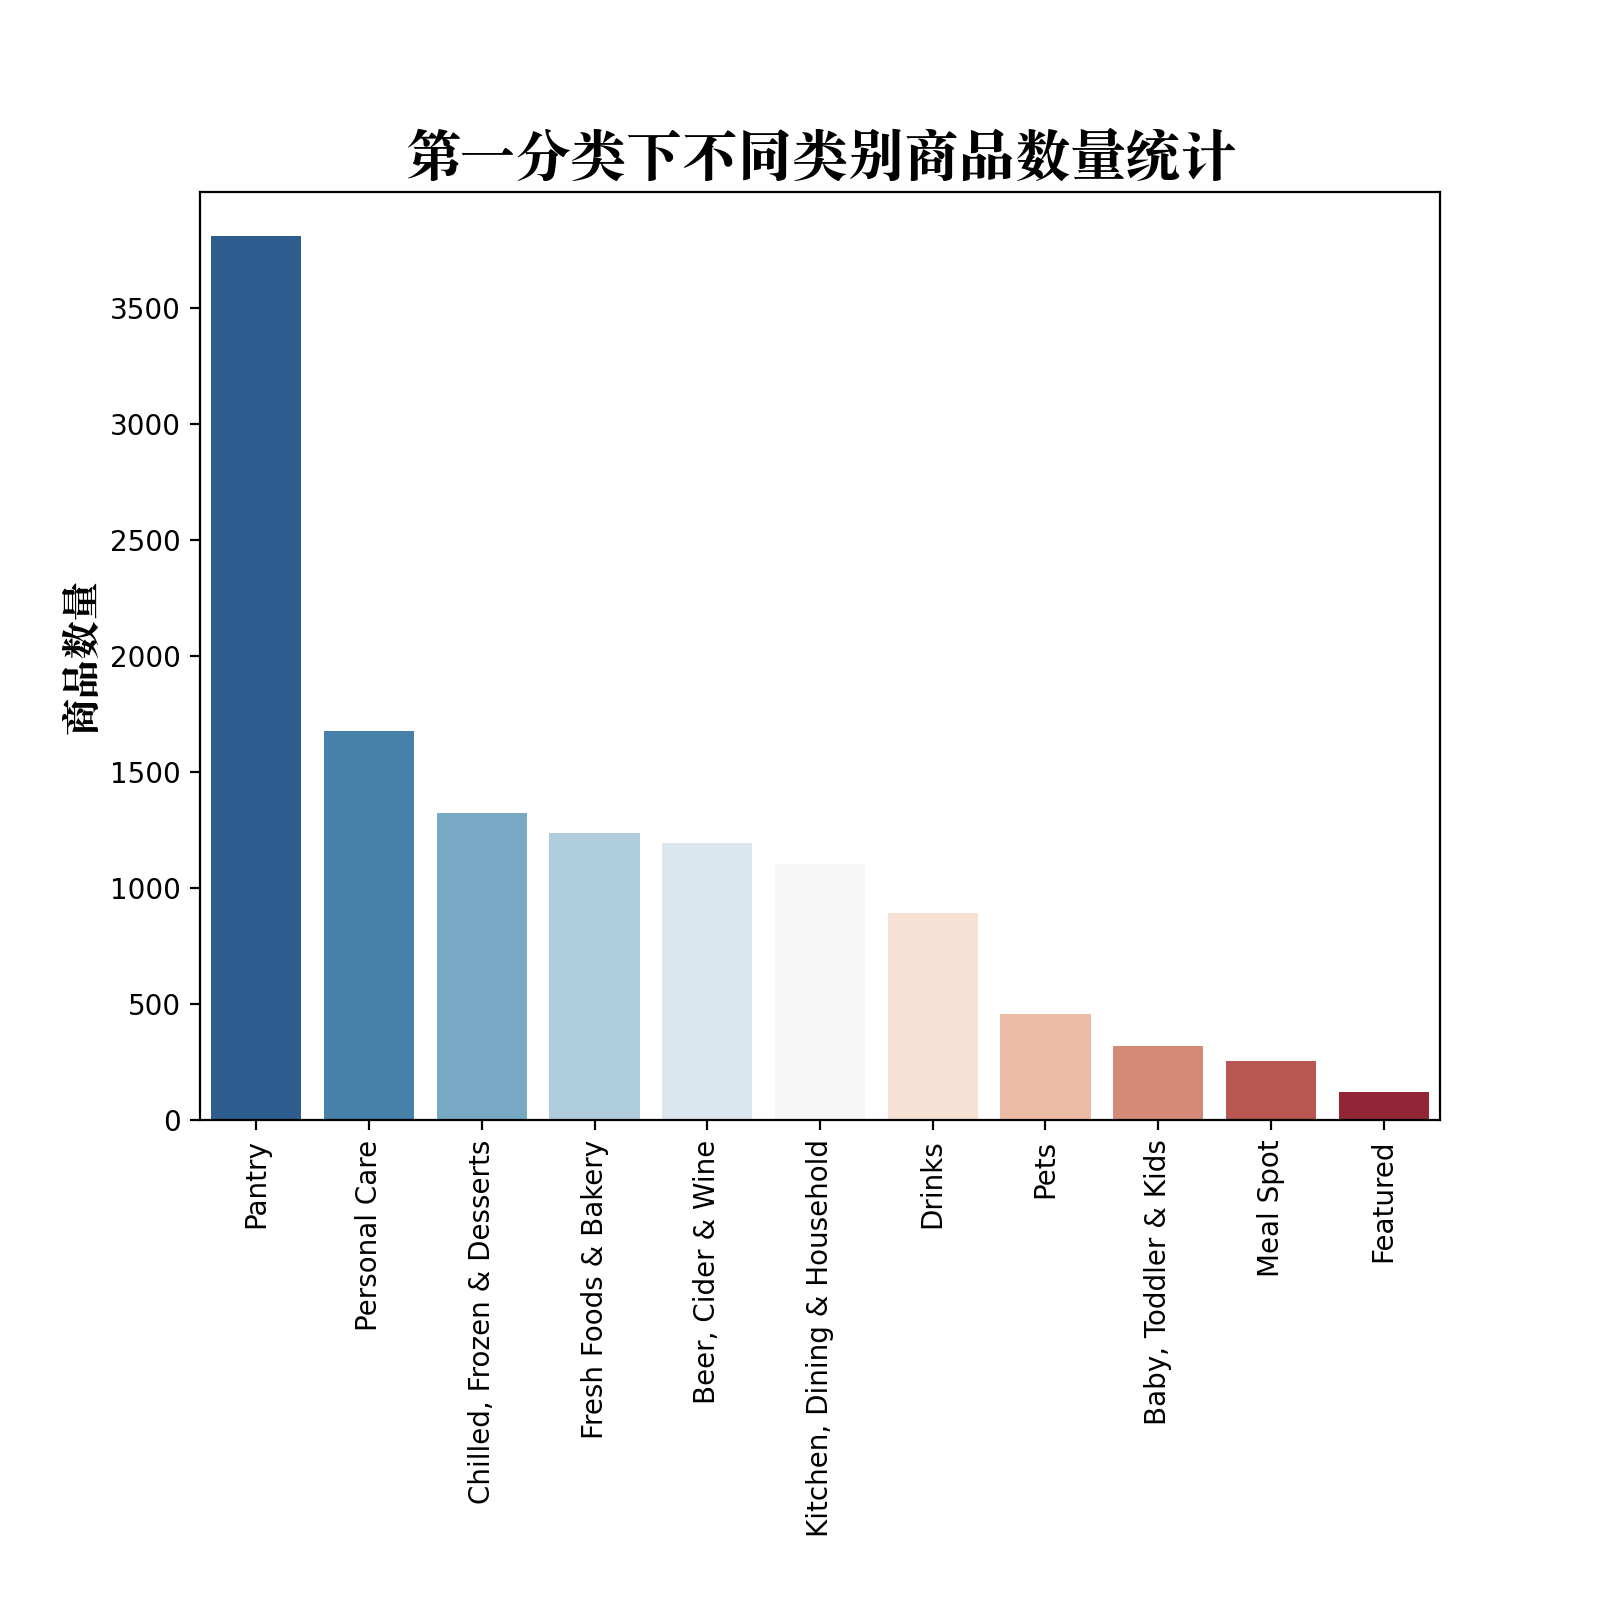 第一分类下不同类别商品数量统计
商品数量
3500
3000
2500
2000
1500
1000
500
0
Pantry
Personal Care
Chilled, Frozen & Desserts
Fresh Foods & Bakery
Beer, Cider & Wine
Kitchen, Dining & Household
Drinks
Pets
Baby, Toddler & Kids
Meal Spot
Featured